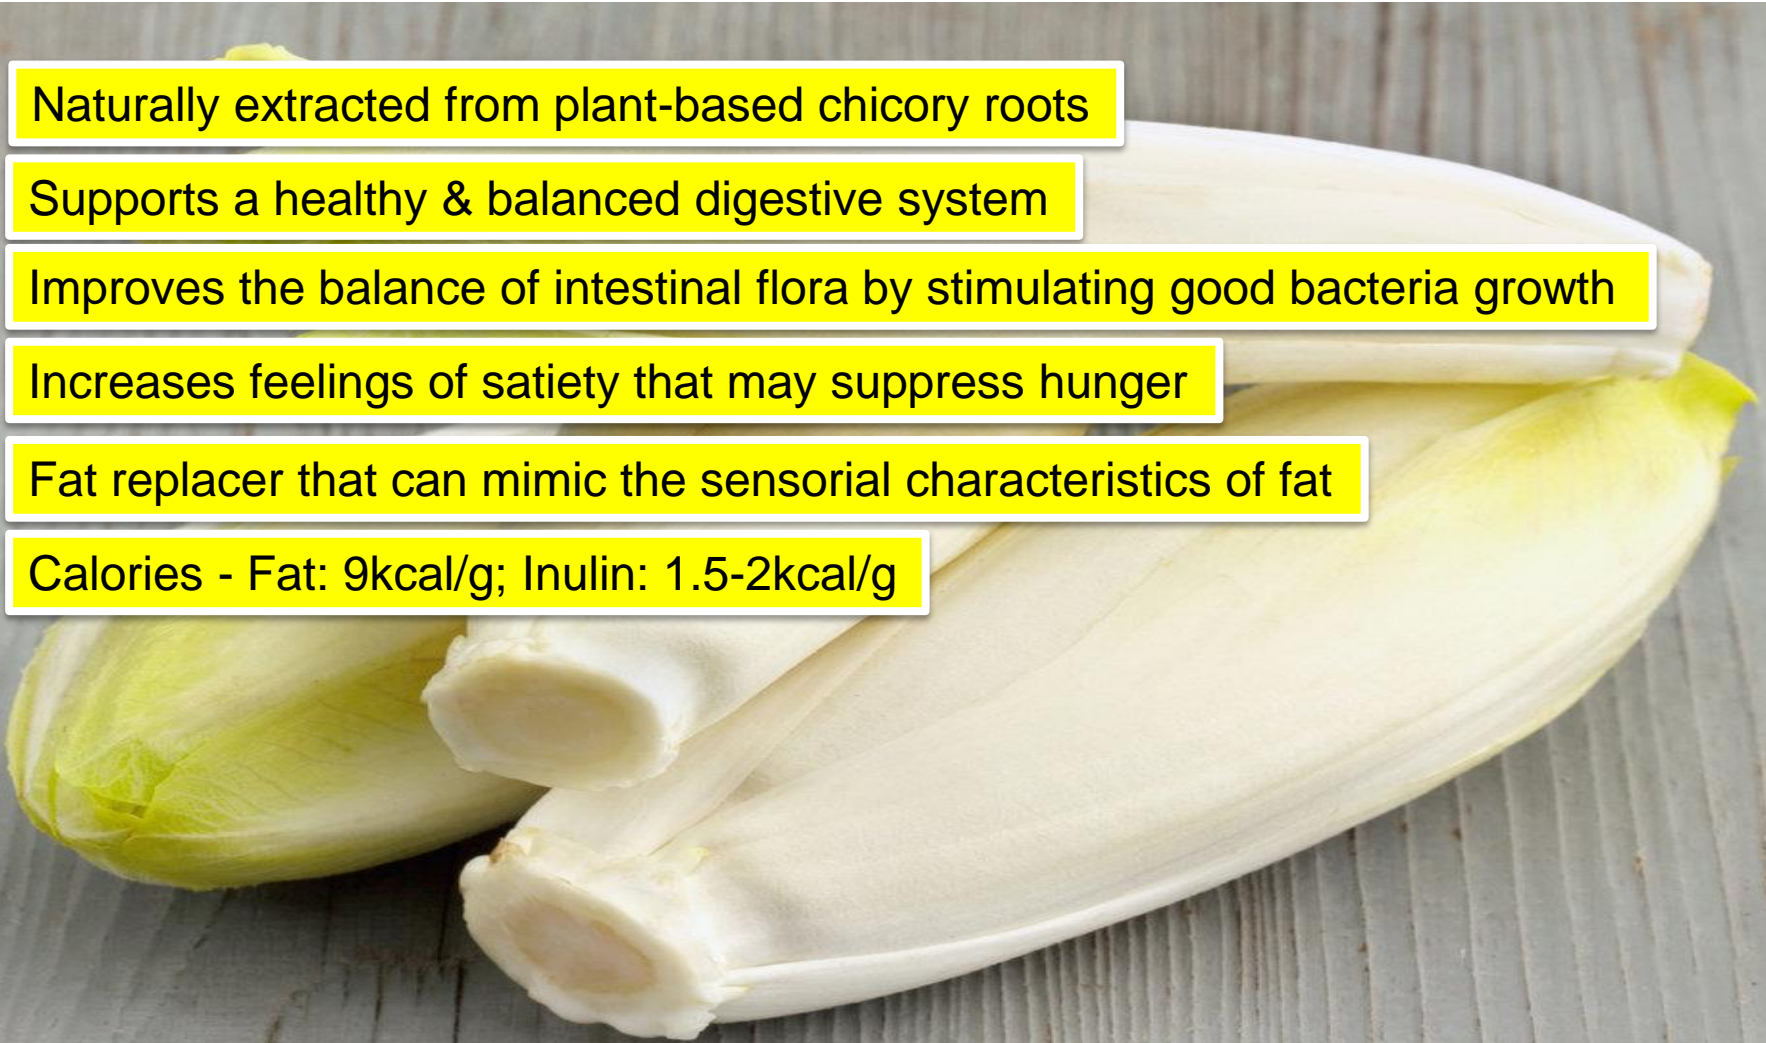 Naturally extracted from plant-based chicory roots
Supports a healthy & balanced digestive system
Improves the balance of intestinal flora by stimulating good bacteria growth
Increases feelings of satiety that may suppress hunger
Fat replacer that can mimic the sensorial characteristics of fat
Calories - Fat: 9kcal/g; Inulin: 1.5-2kcal/g